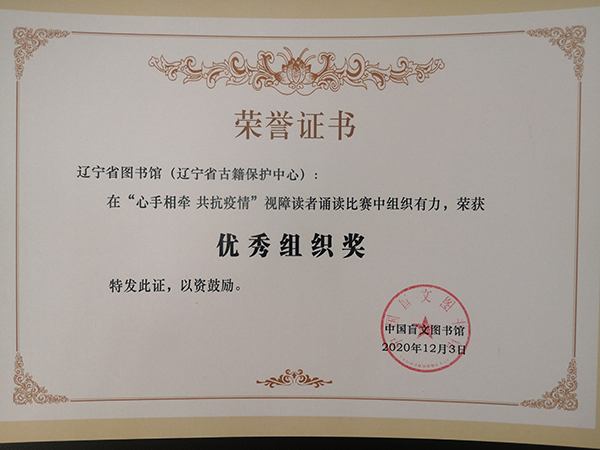 荣誉证书
辽宁省图书馆（辽宁省古籍保护中心）：
在“心手相牵 共抗疫情”视障读者诵读比赛中组织有力，荣获
优秀组织奖
特发此证，以资鼓励。
中国盲文图书馆
2020年12月3日